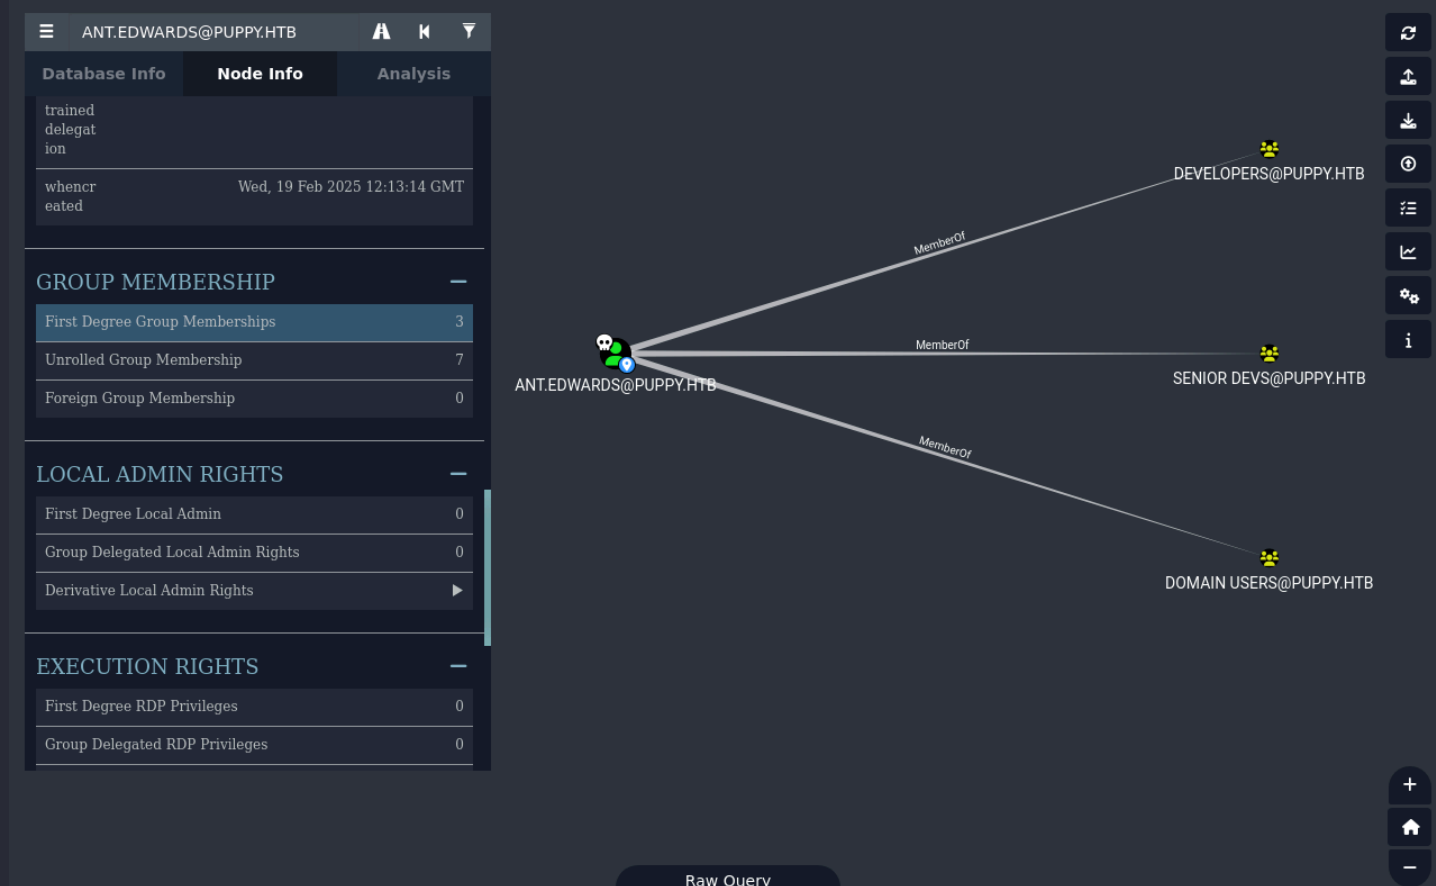 ANT.EDWARDS@PUPPY.HTB
Database Info
Node Info
Analysis
trained
delegat
ion
whencr
eated
Wed, 19 Feb 2025 12:13:14 GMT
GROUP MEMBERSHIP
First Degree Group Memberships 3
Unrolled Group Membership 7
Foreign Group Membership 0
LOCAL ADMIN RIGHTS
First Degree Local Admin 0
Group Delegated Local Admin Rights 0
Derivative Local Admin Rights
EXECUTION RIGHTS
First Degree RDP Privileges 0
Group Delegated RDP Privileges 0
DEVELOPERS@PUPPY.HTB
MemberOf
MemberOf
SENIOR DEVS@PUPPY.HTB
ANT.EDWARDS@PUPPY.HTB
MemberOf
DOMAIN USERS@PUPPY.HTB
Raw Query